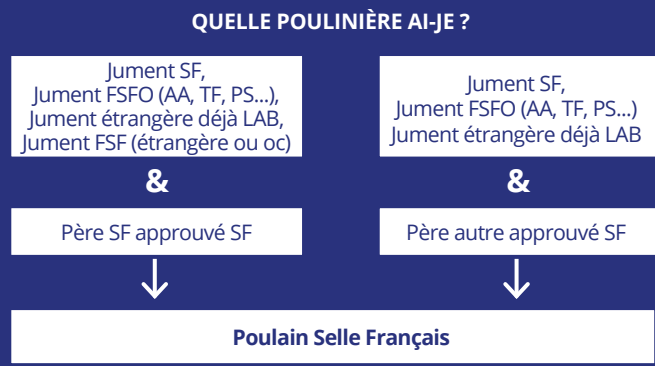 QUELLE POULINIÈRE AI-JE ?
Jument SF,
Jument FSFO (AA, TF, PS...),
Jument étrangère déjà LAB,
Jument FSF (étrangère ou oc)
&
Père SF approuvé SF
Jument SF,
Jument FSFO (AA, TF, PS...)
Jument étrangère déjà LAB
&
Père autre approuvé SF
Poulain Selle Français